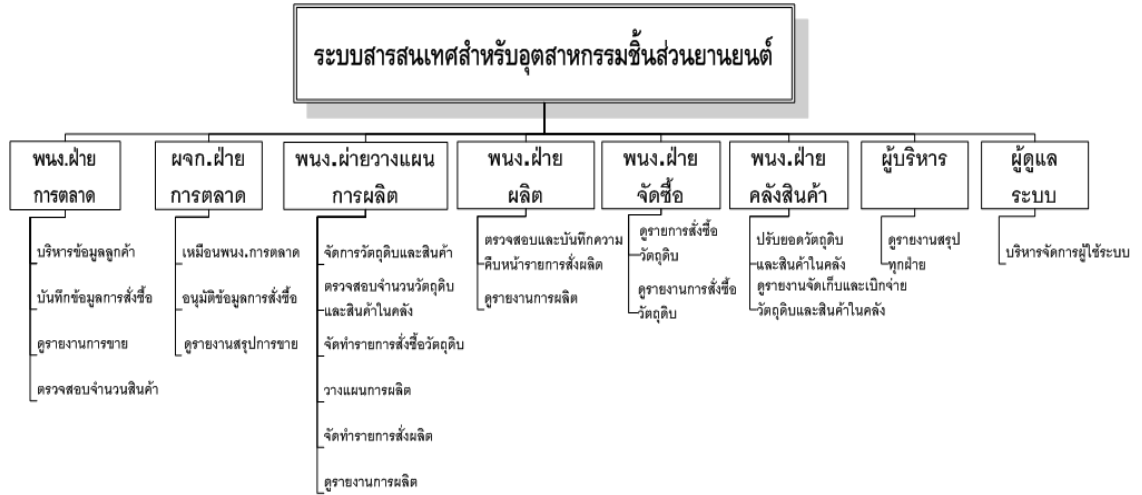 ระบบสารสนเทศสำหรับอุตสาหกรรมชิ้นส่วนยานยนต์
พนง.ฝ่าย
การตลาด
บริหารข้อมูลลูกค้า
บันทึกข้อมูลการสั่งซื้อ
ดูรายงานการขาย
ตรวจสอบจำนวนสินค้า
ผจก.ฝ่าย
การตลาด
เหมือนพนง.การตลาด
อนุมัติข้อมูลการสั่งซื้อ
ดูรายงานสรุปการขาย
พนง.ผ่ายวางแผน
การผลิต
จัดการวัตถุดิบและสินค้า
ตรวจสอบจำนวนวัตถุดิบ
และสินค้าในคลัง
จัดทำรายการสั่งซื้อวัตถุดิบ
วางแผนการผลิต
จัดทำรายการสั่งผลิต
ดูรายงานการผลิต
พนง.ฝ่าย
ผลิต
ตรวจสอบและบันทึกความ
คืบหน้ารายการสั่งผลิต
ดูรายงานการผลิต
พนง.ฝ่าย
จัดซื้อ
ดูรายการสั่งซื้อ
วัตถุดิบ
ดูรายงานการสั่งซื้อ
วัตถุดิบ
พนง.ฝ่าย
คลังสินค้า
ปรับยอดวัตถุดิบ
และสินค้าในคลัง
ดูรายงานจัดเก็บและเบิกจ่าย
วัตถุดิบและสินค้าในคลัง
ผู้บริหาร
ดูรายงานสรุป
ทุกฝ่าย
ผู้ดูแล
ระบบ
บริหารจัดการผู้ใช้ระบบ